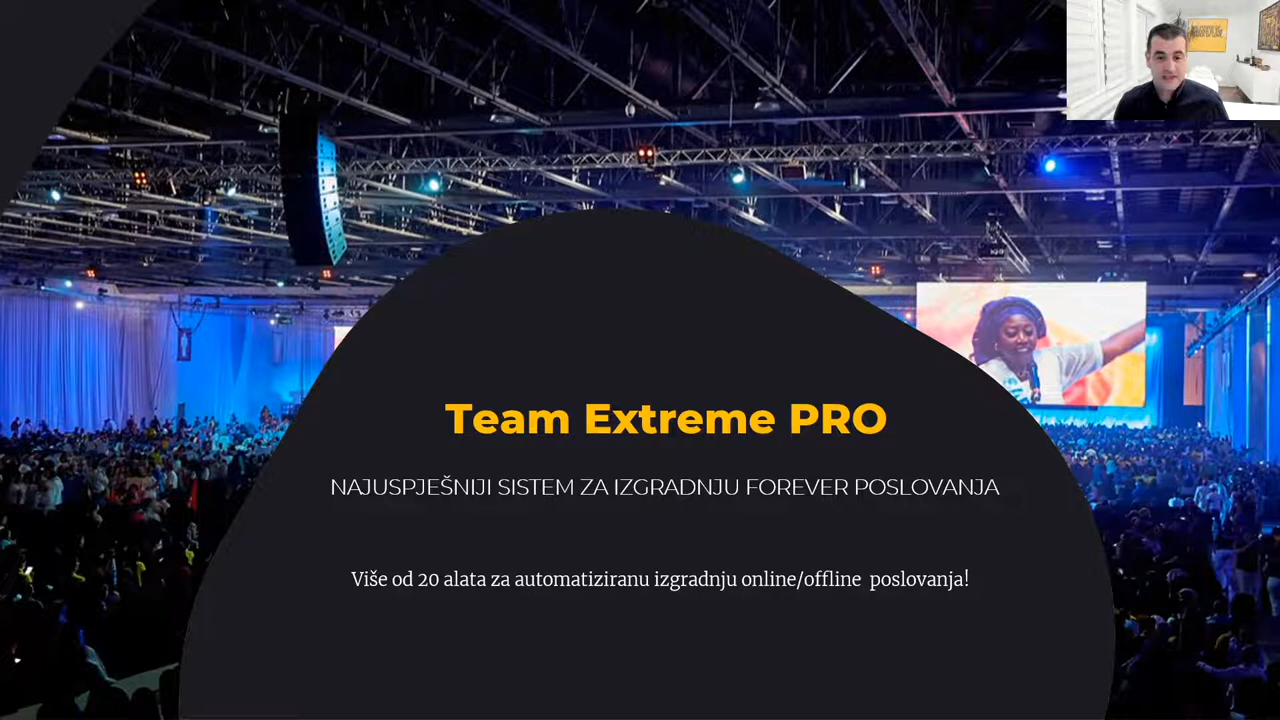 Team Extreme PRO
NAJUSPJEŠNIJI SISTEM ZA IZGRADNJU FOREVER POSLOVANJA
Više od 20 alata za automatiziranu izgradnju online/offline poslovanja!